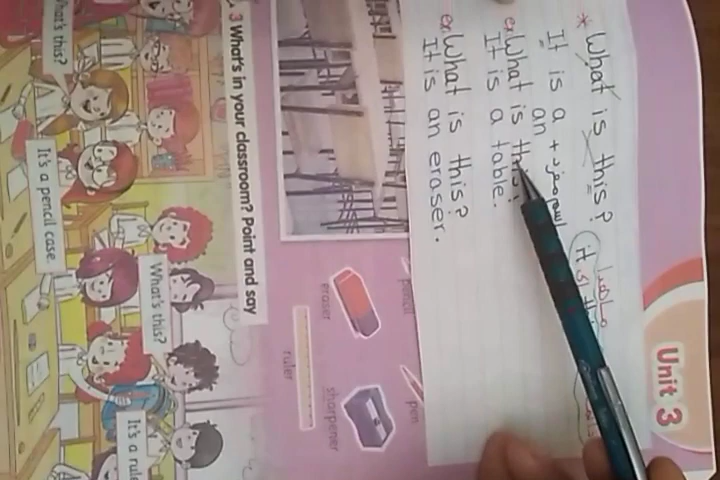 Unit 3
* What is this?
It is a + اسم مفرد
an
ex What is this?
It is a table.
ex What is this?
It is an eraser.
pencil
pen
eraser
sharpener
ruler
3 What's in your classroom? Point and say
What's this?
It's a pencil case.
What's this?
It's a rule